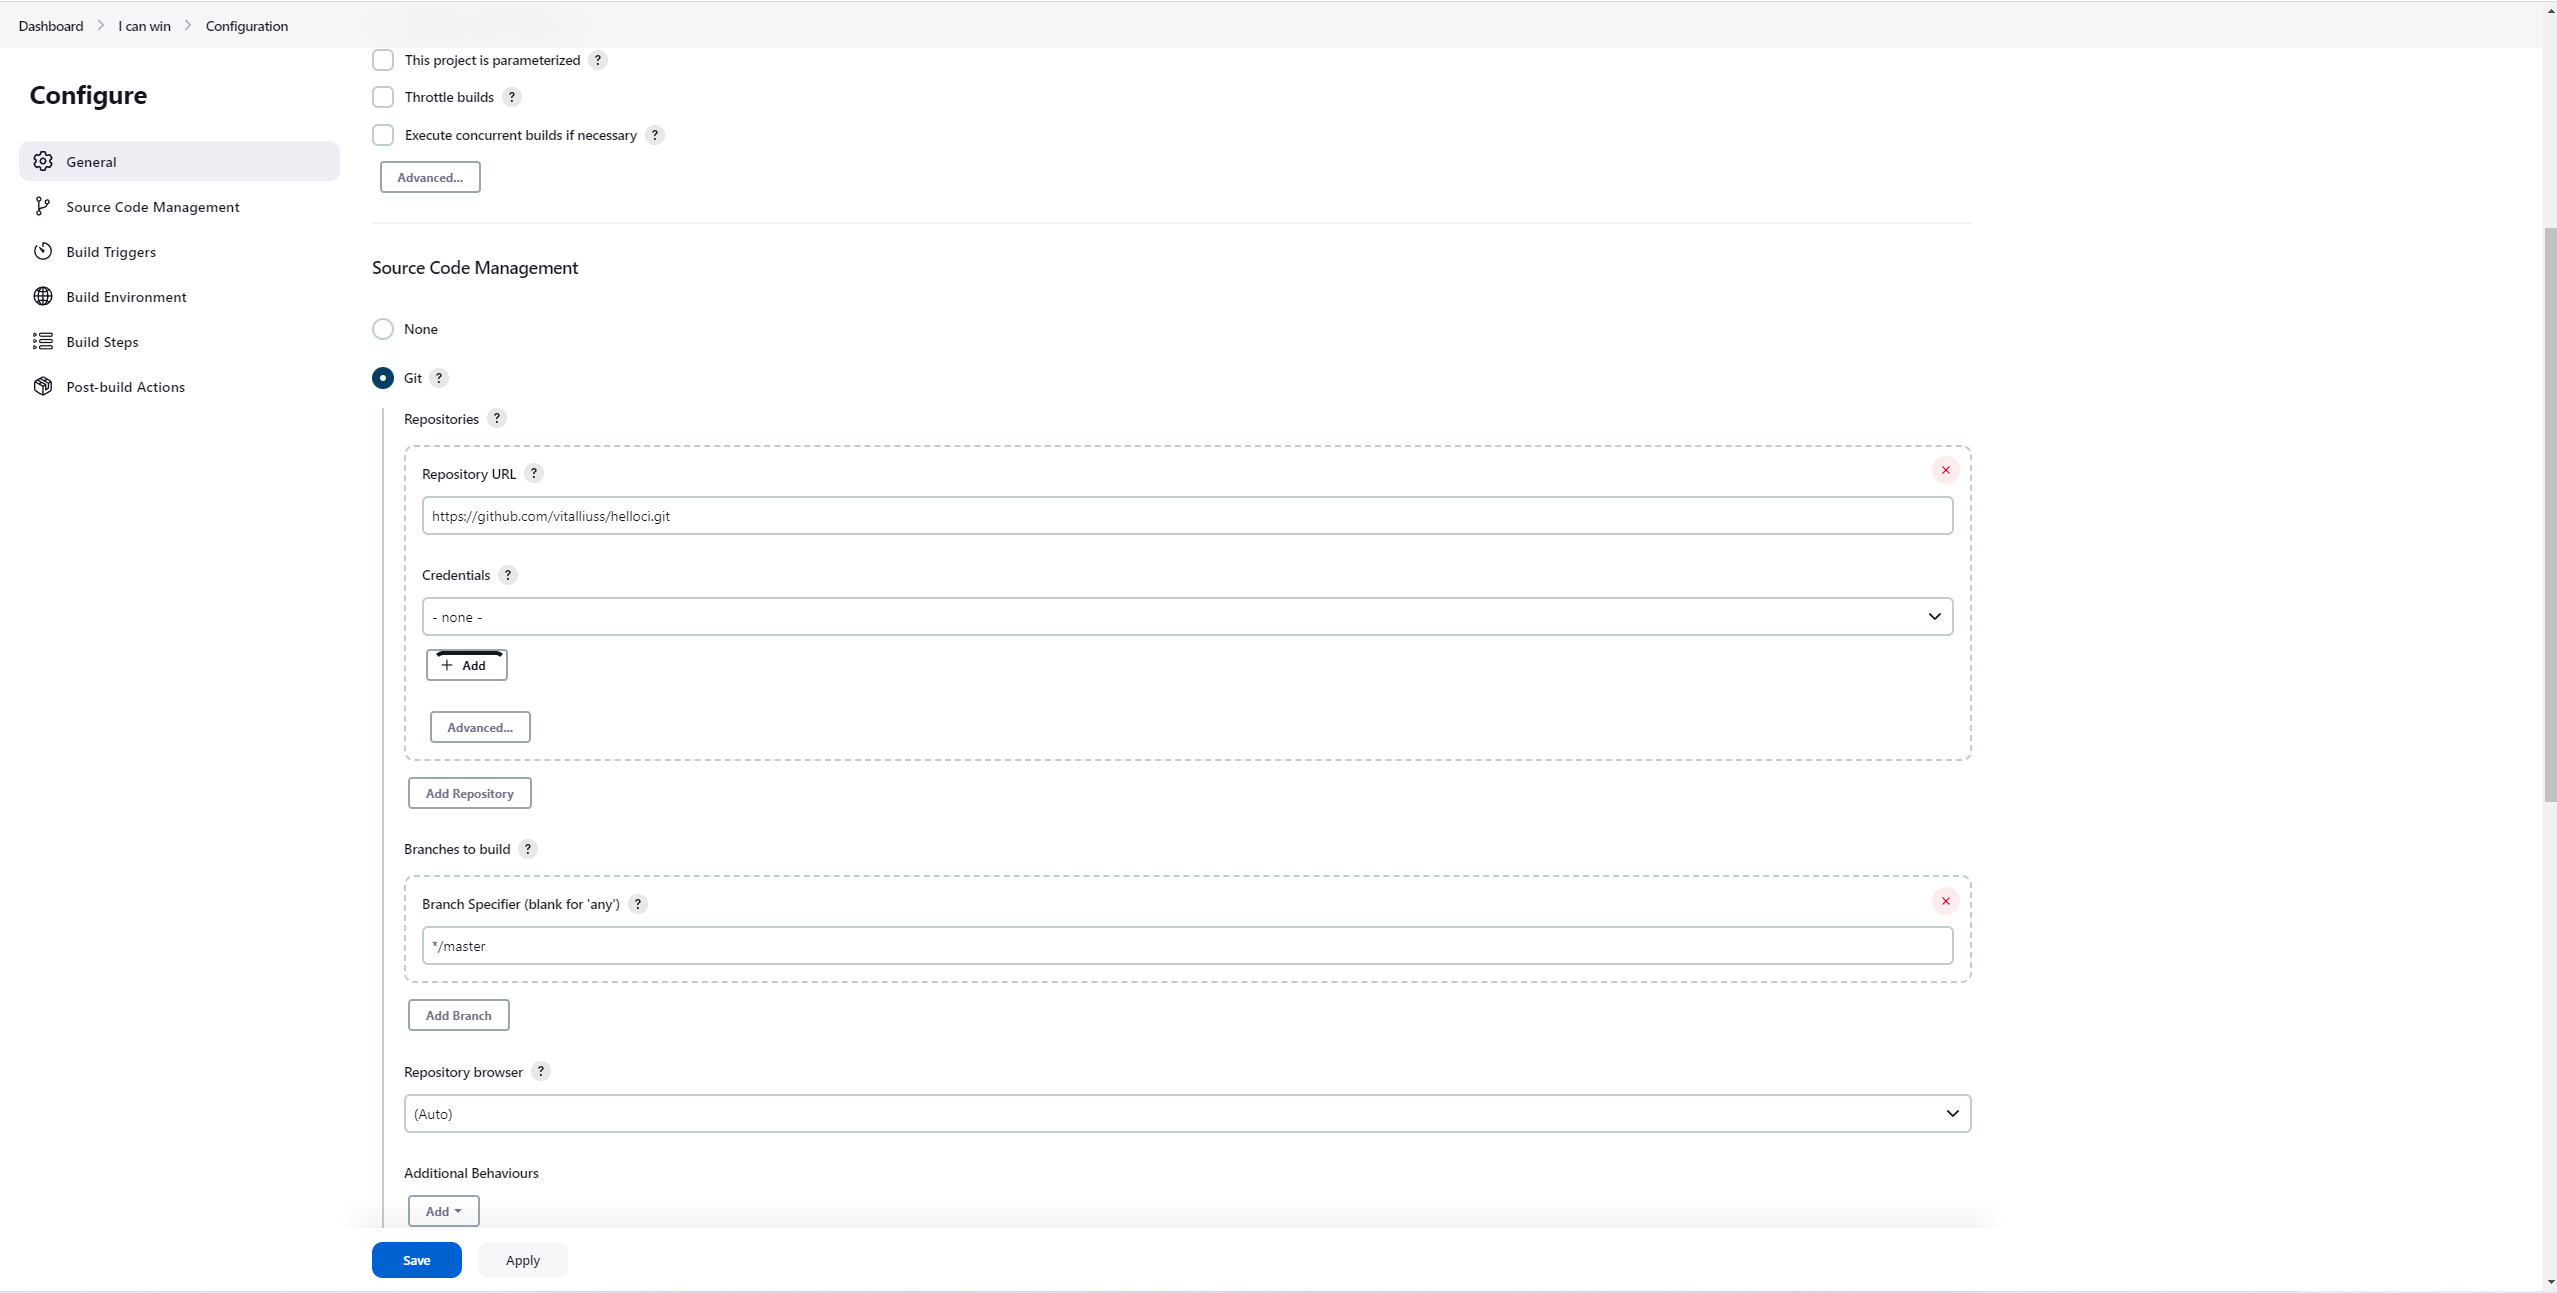 Dashboard > I can win > Configuration
Configure
General
Source Code Management
Build Triggers
Build Environment
Build Steps
Post-build Actions
This project is parameterized ?
Throttle builds ?
Execute concurrent builds if necessary ?
Advanced...
Source Code Management
None
Git ?
Repositories ?
Repository URL ?
https://github.com/vitalliuss/helloci.git
Credentials ?
- none -
+ Add
Advanced...
Add Repository
Branches to build ?
Branch Specifier (blank for 'any') ?
*/master
Add Branch
Repository browser ?
(Auto)
Additional Behaviours
Add
Save Apply